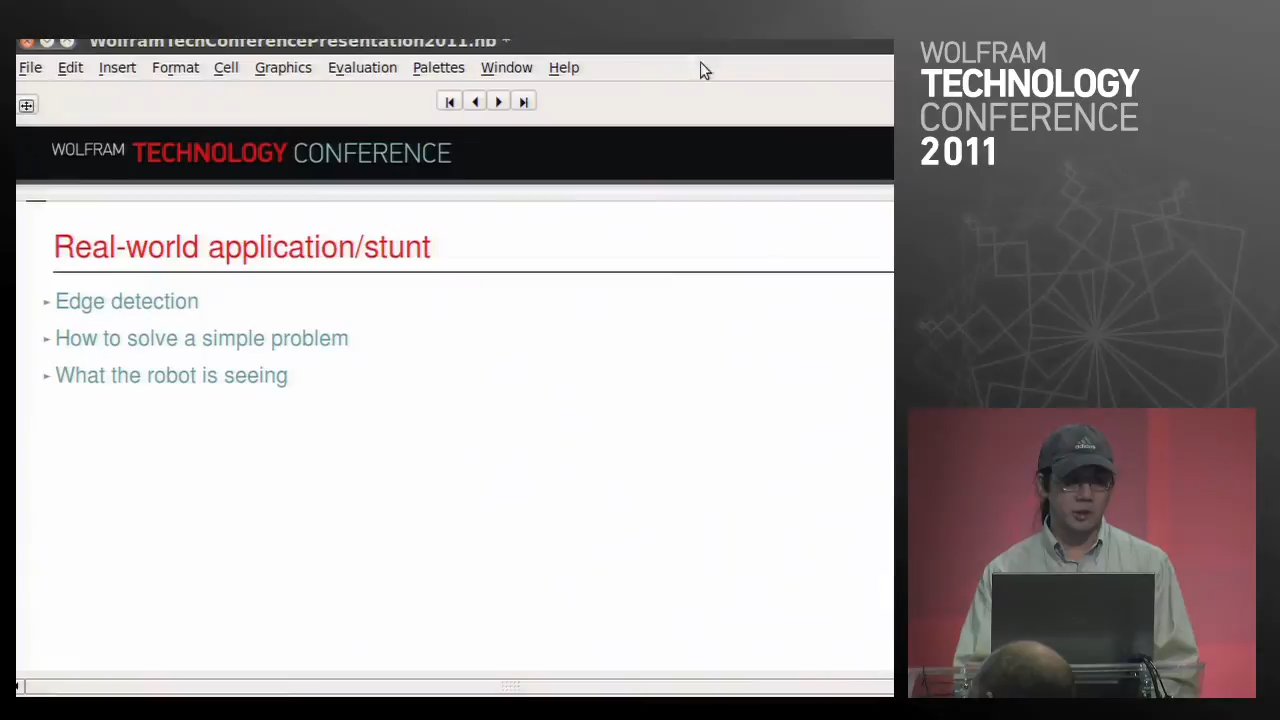 WolframTechConferencePresentation2011.nb *
File Edit Insert Format Cell Graphics Evaluation Palettes Window Help
WOLFRAM TECHNOLOGY CONFERENCE
Real-world application/stunt
Edge detection
How to solve a simple problem
What the robot is seeing
WOLFRAM
TECHNOLOGY
CONFERENCE
2011
adidas